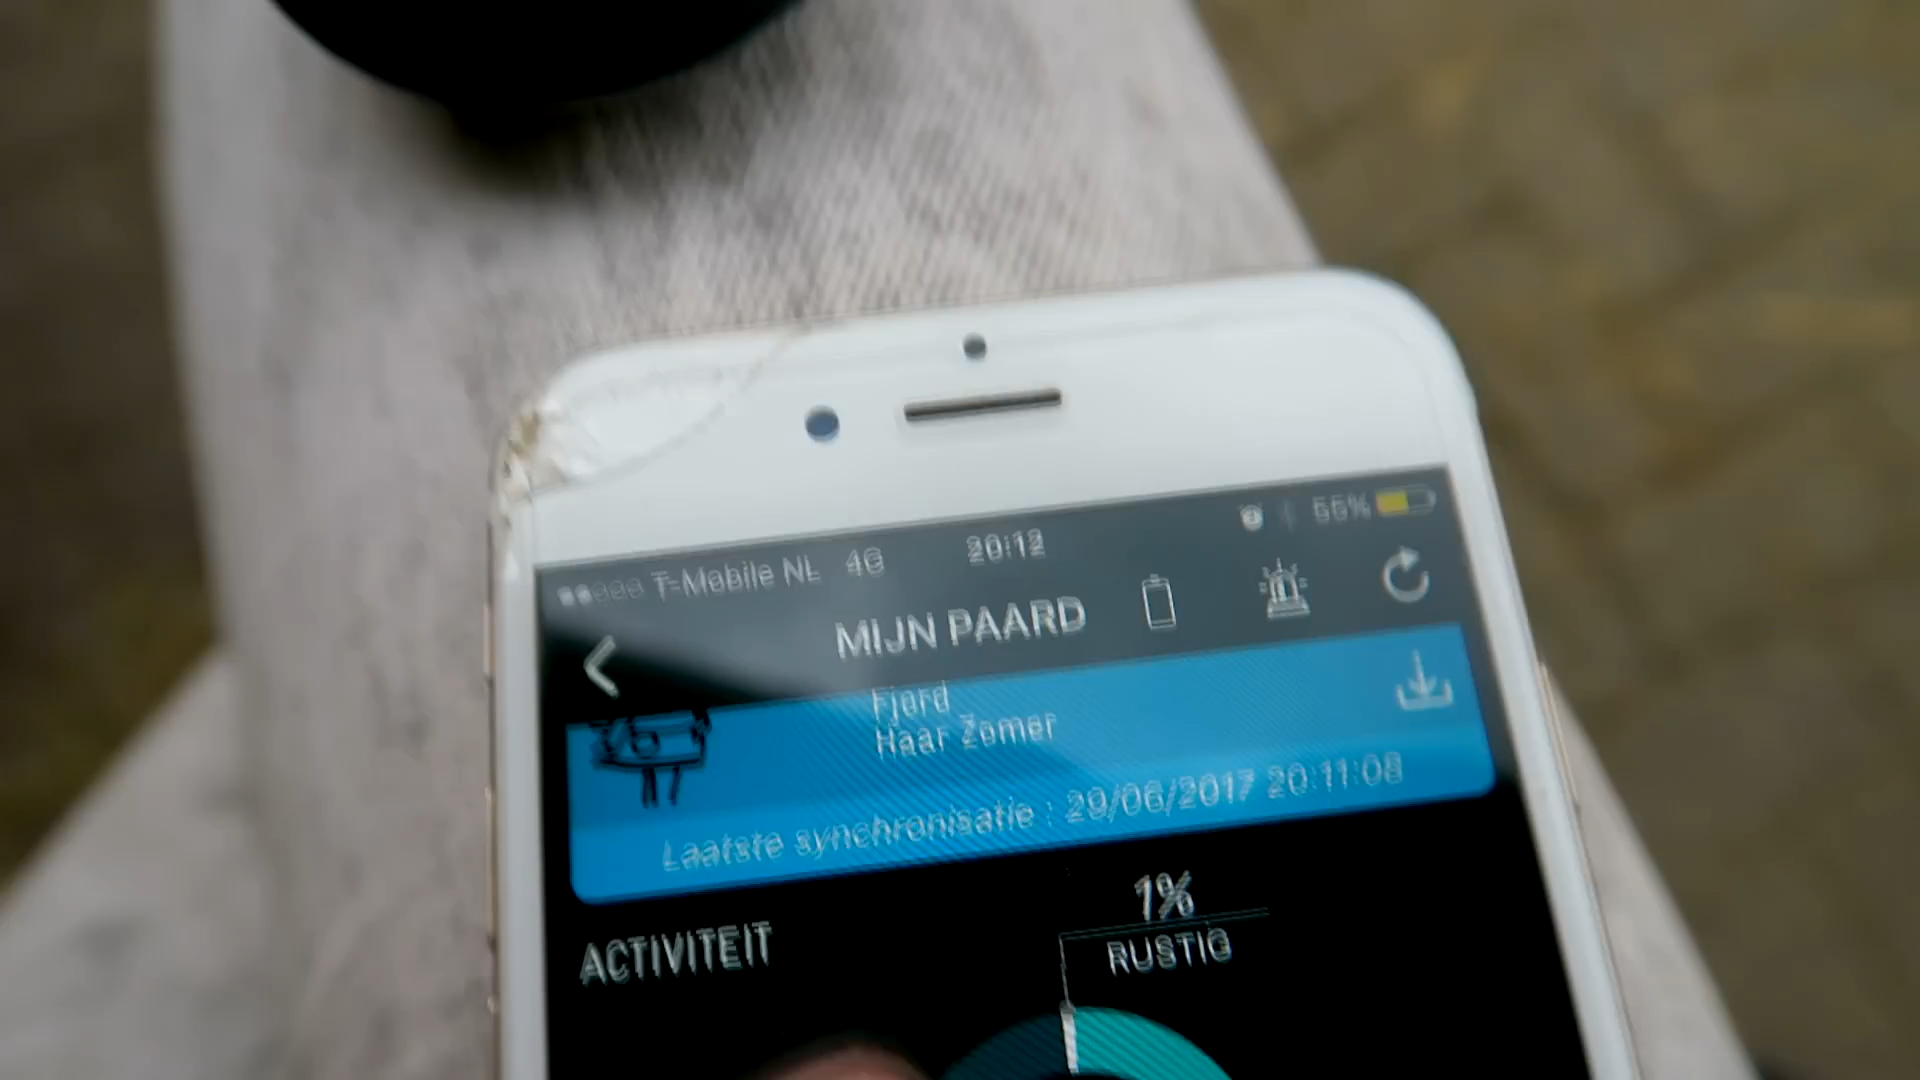 T-Mobile NL 4G 20:12 55%
MIJN PAARD
Fjord
Haar Zomer
Laatste synchronisatie : 29/06/2017 20:11:08
1%
ACTIVITEIT
RUSTIG